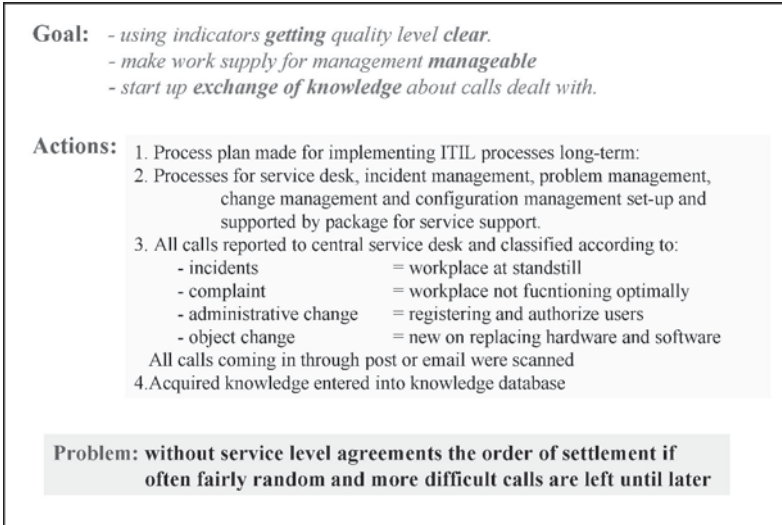 Goal: - using indicators getting quality level clear.
- make work supply for management manageable
- start up exchange of knowledge about calls dealt with.
Actions: 1. Process plan made for implementing ITIL processes long-term:
2. Processes for service desk, incident management, problem management,
change management and configuration management set-up and
supported by package for service support.
3. All calls reported to central service desk and classified according to:
- incidents = workplace at standstill
- complaint = workplace not fucntioning optimally
- administrative change = registering and authorize users
- object change = new on replacing hardware and software
All calls coming in through post or email were scanned
4.Acquired knowledge entered into knowledge database
Problem: without service level agreements the order of settlement if
often fairly random and more difficult calls are left until later